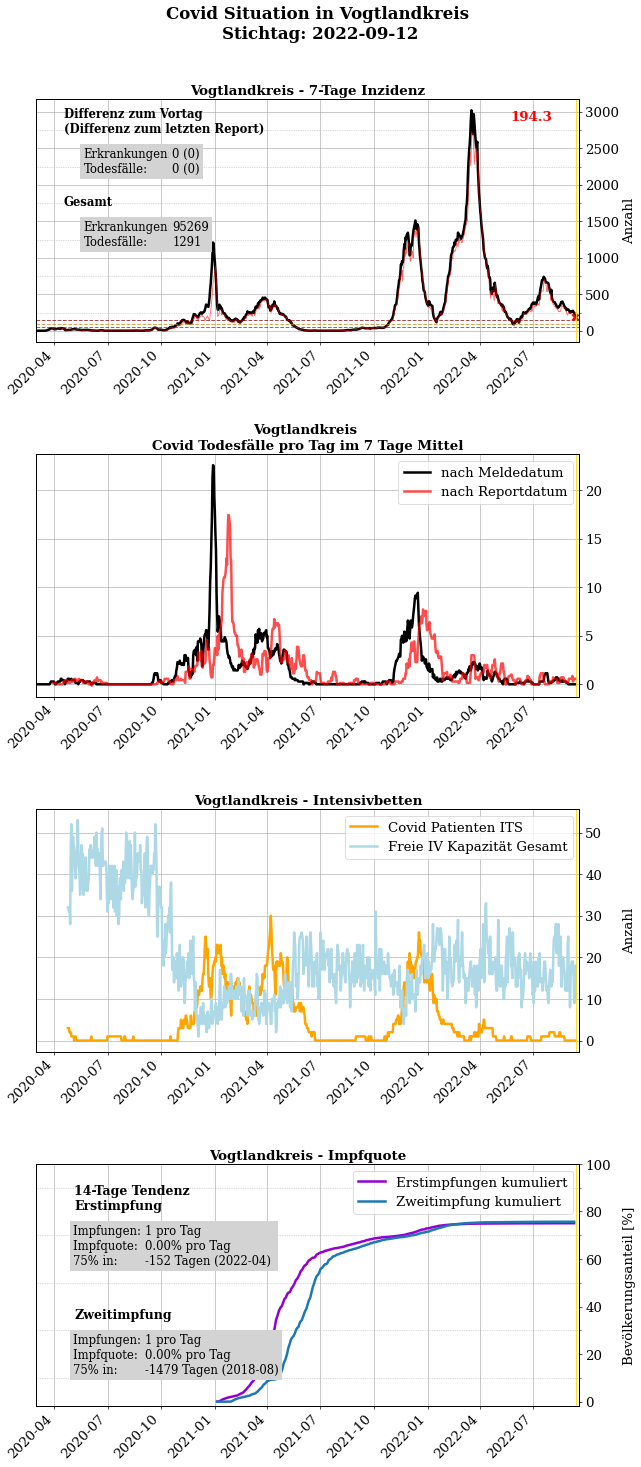 Covid Situation in Vogtlandkreis
Stichtag: 2022-09-12
Vogtlandkreis - 7-Tage Inzidenz
Differenz zum Vortag
(Differenz zum letzten Report)
Erkrankungen 0 (0)
Todesfälle: 0 (0)
Gesamt
Erkrankungen 95269
Todesfälle: 1291
194.3
3000
2500
2000
1500
1000
500
0
Anzahl
2020-04 2020-07 2020-10 2021-01 2021-04 2021-07 2021-10 2022-01 2022-04 2022-07
Vogtlandkreis
Covid Todesfälle pro Tag im 7 Tage Mittel
nach Meldedatum
nach Reportdatum
20
15
10
5
0
2020-04 2020-07 2020-10 2021-01 2021-04 2021-07 2021-10 2022-01 2022-04 2022-07
Vogtlandkreis - Intensivbetten
Covid Patienten ITS
Freie IV Kapazität Gesamt
50
40
30
20
10
0
Anzahl
2020-04 2020-07 2020-10 2021-01 2021-04 2021-07 2021-10 2022-01 2022-04 2022-07
Vogtlandkreis - Impfquote
14-Tage Tendenz
Erstimpfung
Impfungen: 1 pro Tag
Impfquote: 0.00% pro Tag
75% in: -152 Tagen (2022-04)
Zweitimpfung
Impfungen: 1 pro Tag
Impfquote: 0.00% pro Tag
75% in: -1479 Tagen (2018-08)
Erstimpfungen kumuliert
Zweitimpfung kumuliert
100
80
60
40
20
0
Bevölkerungsanteil [%]
2020-04 2020-07 2020-10 2021-01 2021-04 2021-07 2021-10 2022-01 2022-04 2022-07